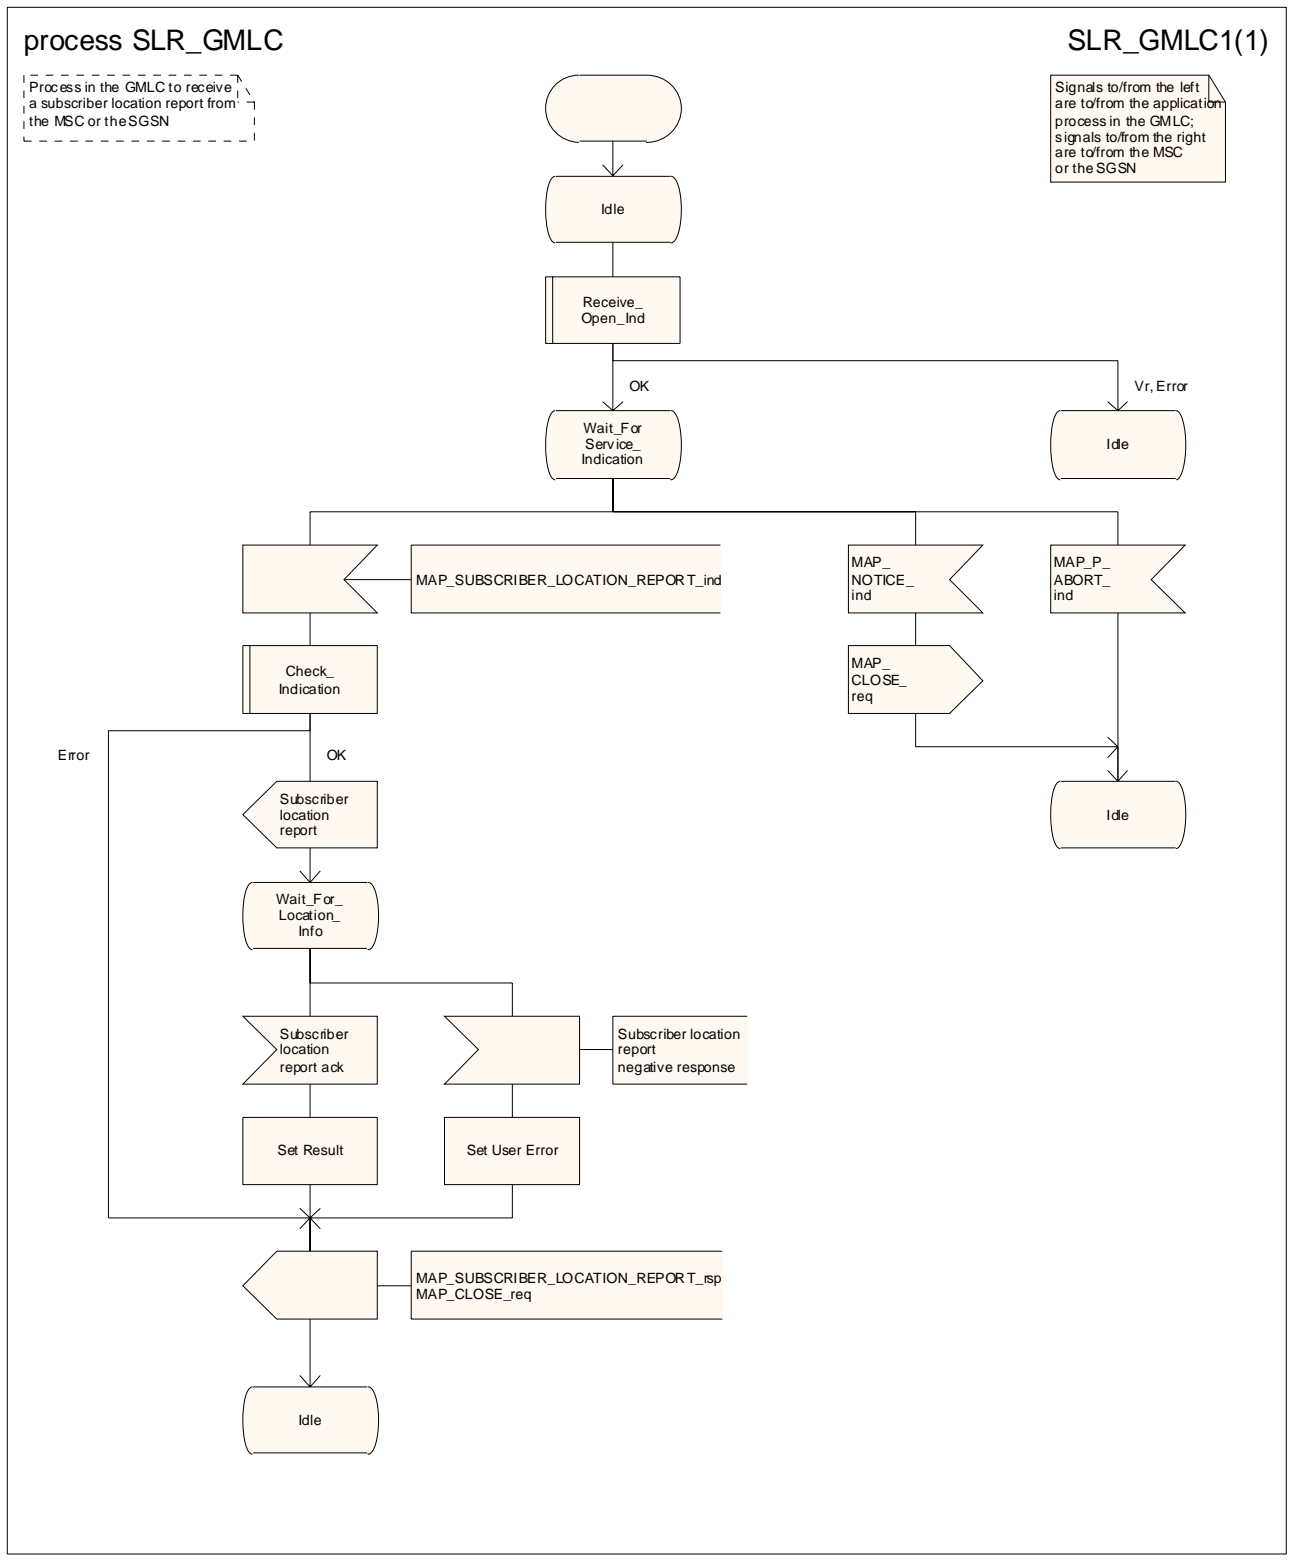 process SLR_GMLC
SLR_GMLC1(1)
Process in the GMLC to receive
a subscriber location report from
the MSC or the SGSN
Signals to/from the left
are to/from the application
process in the GMLC;
signals to/from the right
are to/from the MSC
or the SGSN
Idle
Receive_
Open_Ind
OK
Vr, Error
Wait_For
Service_
Indication
Idle
MAP_SUBSCRIBER_LOCATION_REPORT_ind
MAP_
NOTICE_
ind
MAP_P_
ABORT_
ind
Check_
Indication
MAP_
CLOSE_
req
Error
OK
Subscriber
location
report
Idle
Wait_For_
Location_
Info
Subscriber
location
report ack
Subscriber location
report
negative response
Set Result
Set User Error
MAP_SUBSCRIBER_LOCATION_REPORT_rsp
MAP_CLOSE_req
Idle